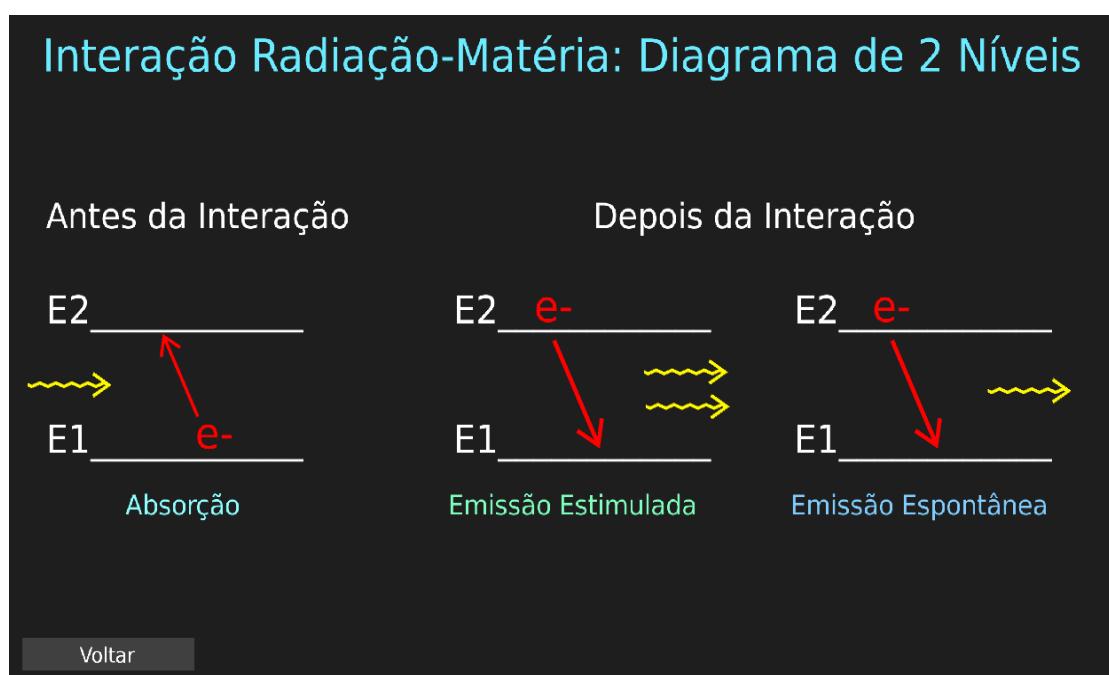 Interação Radiação-Matéria: Diagrama de 2 Níveis
Antes da Interação
Depois da Interação
E2
E2 e-
E2 e-
E1 e-
E1
E1
Absorção
Emissão Estimulada
Emissão Espontânea
Voltar